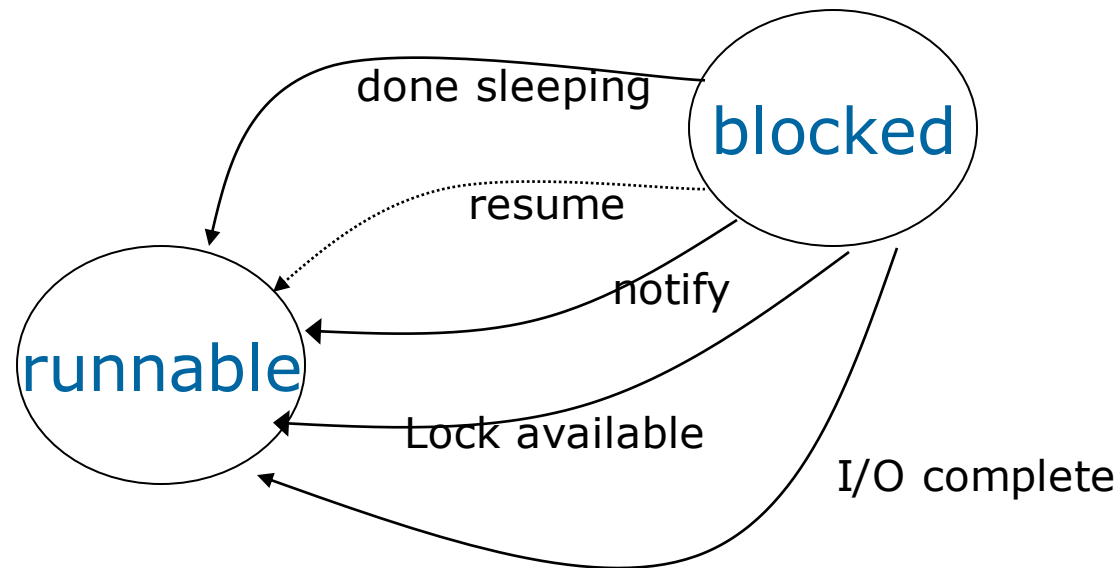 done sleeping
blocked
resume
notify
runnable
Lock available
I/O complete